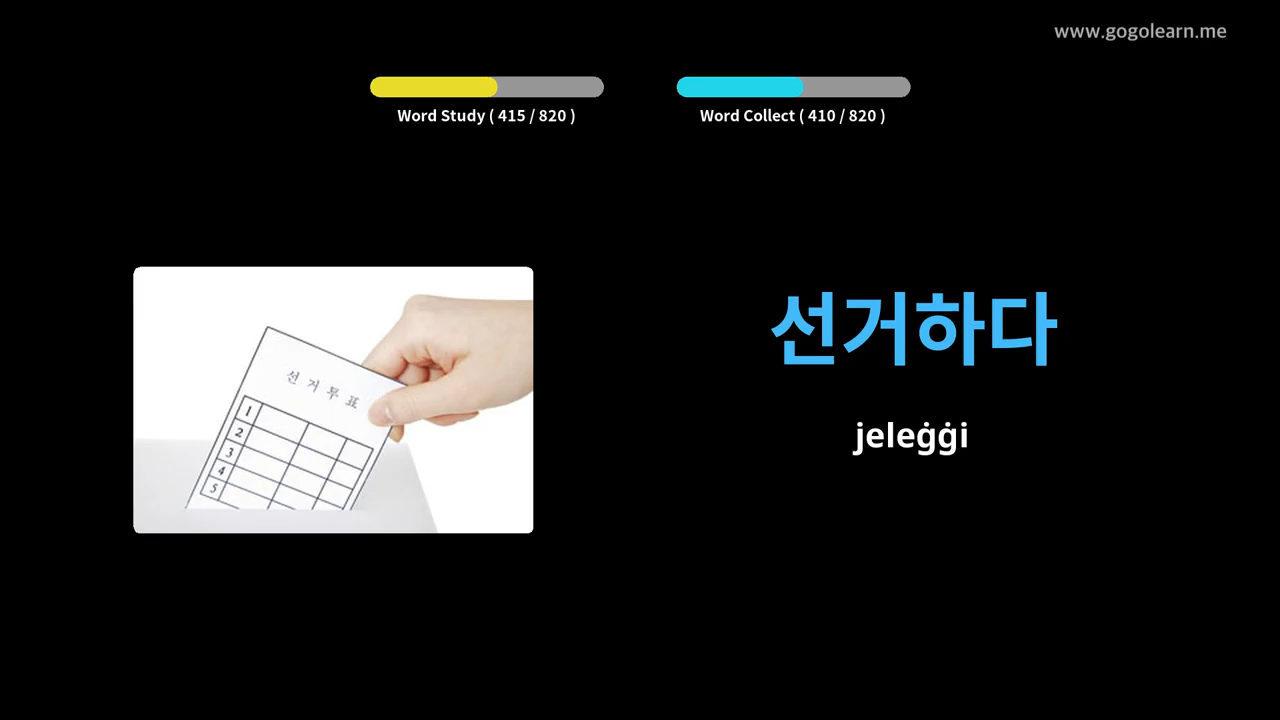 www.gogolearn.me
Word Study ( 415 / 820 )
Word Collect ( 410 / 820 )
선거투표
1
2
3
4
5
선거하다
jeleġġi